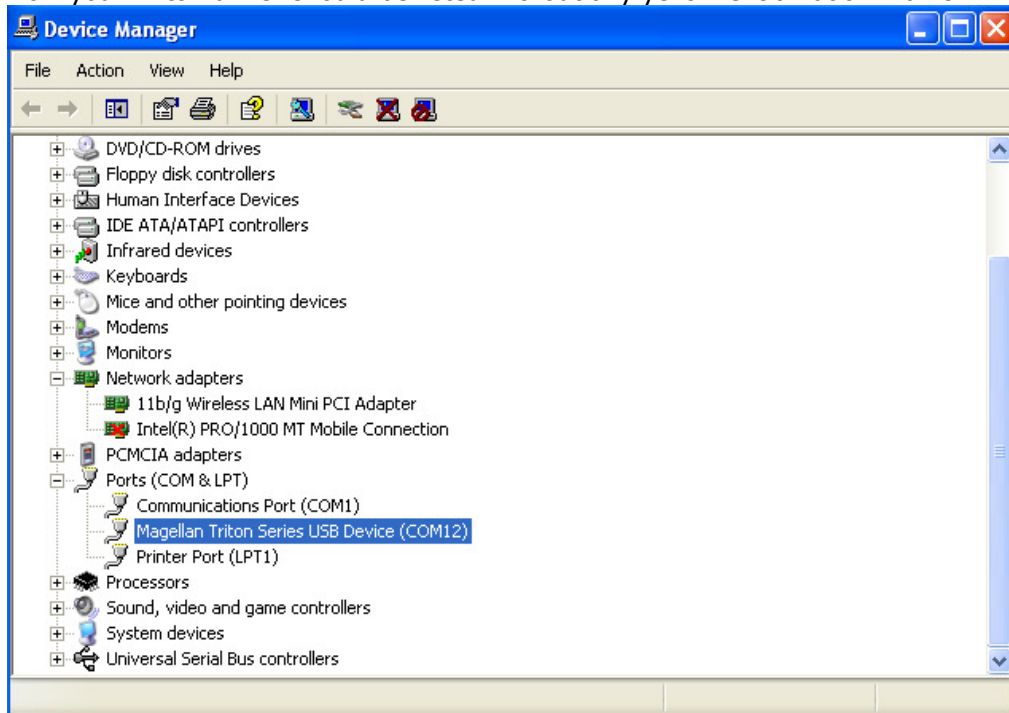 Device Manager
File Action View Help
DVD/CD-ROM drives
Floppy disk controllers
Human Interface Devices
IDE ATA/ATAPI controllers
Infrared devices
Keyboards
Mice and other pointing devices
Modems
Monitors
Network adapters
11b/g Wireless LAN Mini PCI Adapter
Intel(R) PRO/1000 MT Mobile Connection
PCMCIA adapters
Ports (COM & LPT)
Communications Port (COM1)
Magellan Triton Series USB Device (COM12)
Printer Port (LPT1)
Processors
Sound, video and game controllers
System devices
Universal Serial Bus controllers